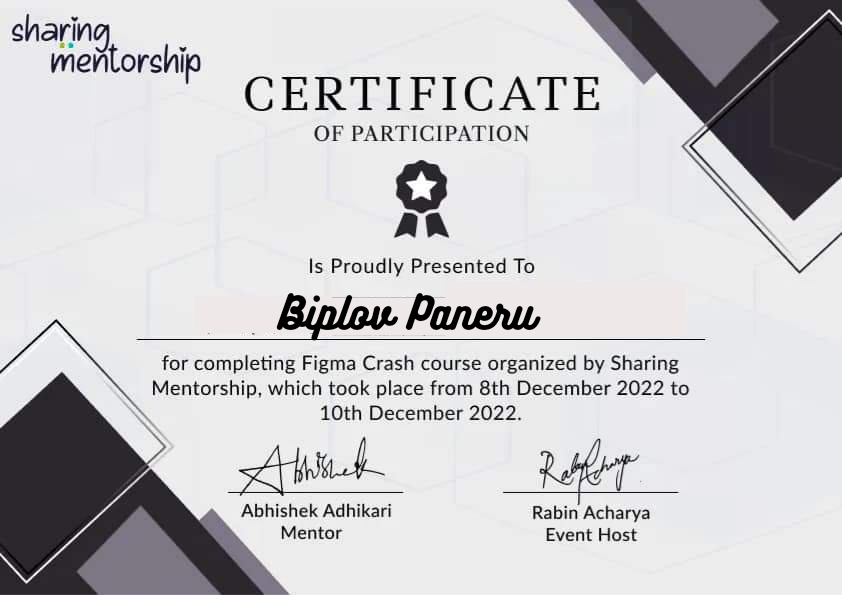 sharing
mentorship
CERTIFICATE
OF PARTICIPATION
Is Proudly Presented To
Biplov Paneru
for completing Figma Crash course organized by Sharing
Mentorship, which took place from 8th December 2022 to
10th December 2022.
Abhishek
Rabin Acharya
Abhishek Adhikari
Mentor
Rabin Acharya
Event Host